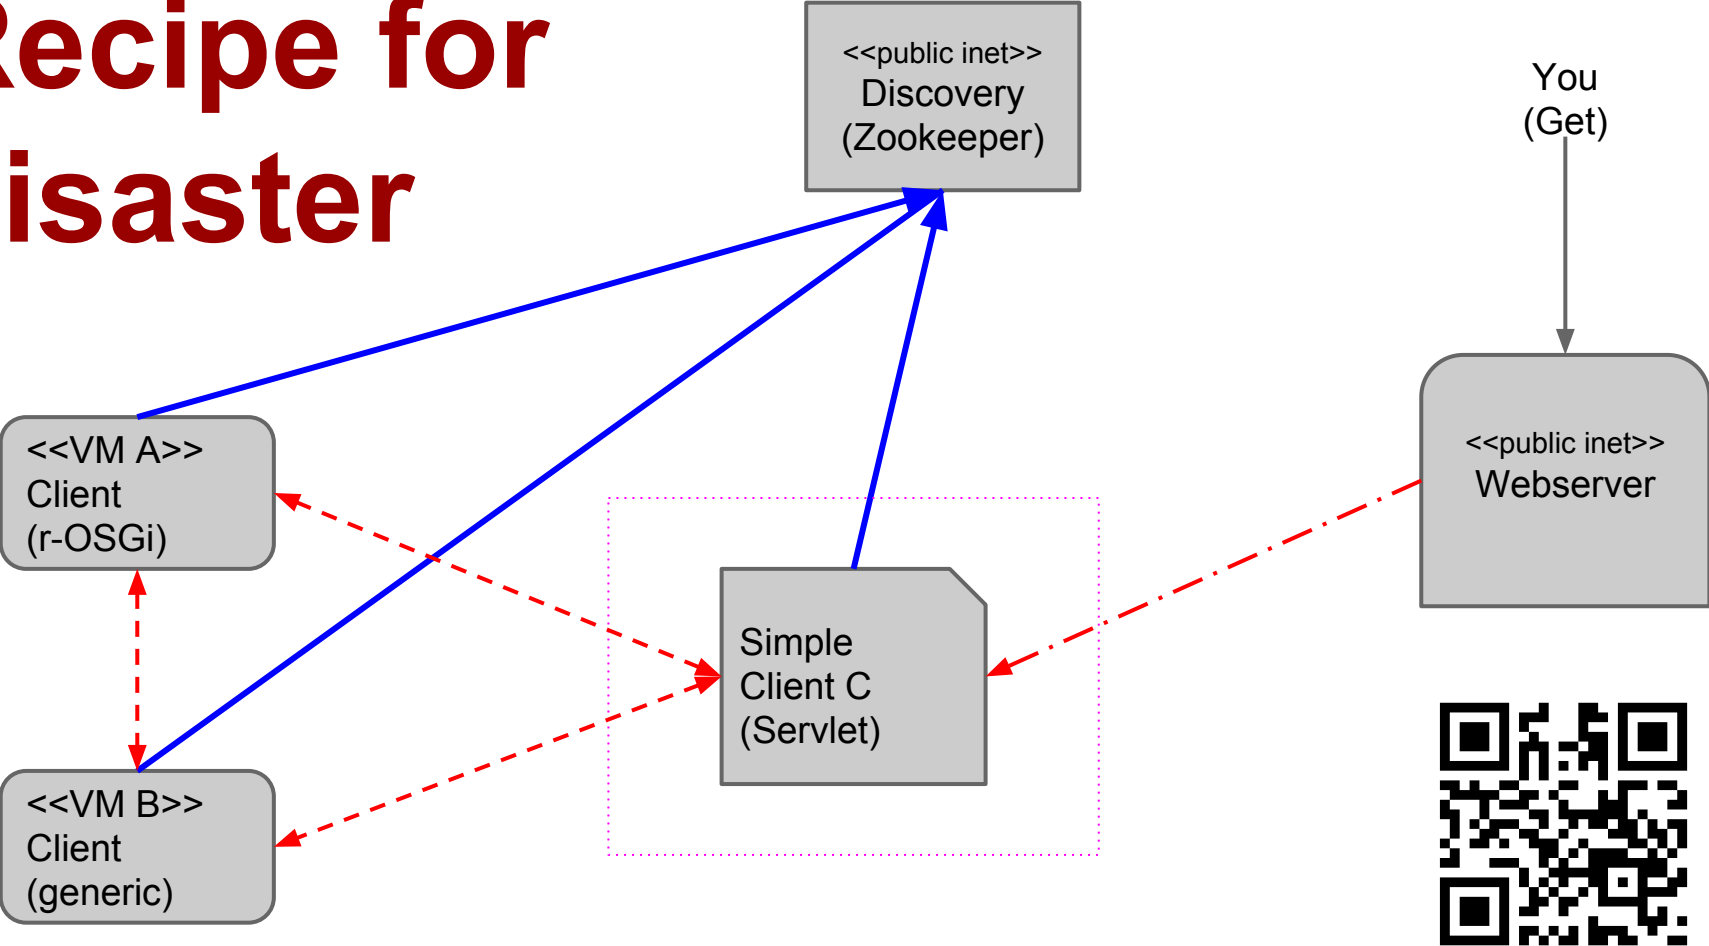 Recipe for
isaster
<<public inet>>
Discovery
(Zookeeper)
You
(Get)
<<VM A>>
Client
(r-OSGi)
<<public inet>>
Webserver
Simple
Client C
(Servlet)
<<VM B>>
Client
(generic)